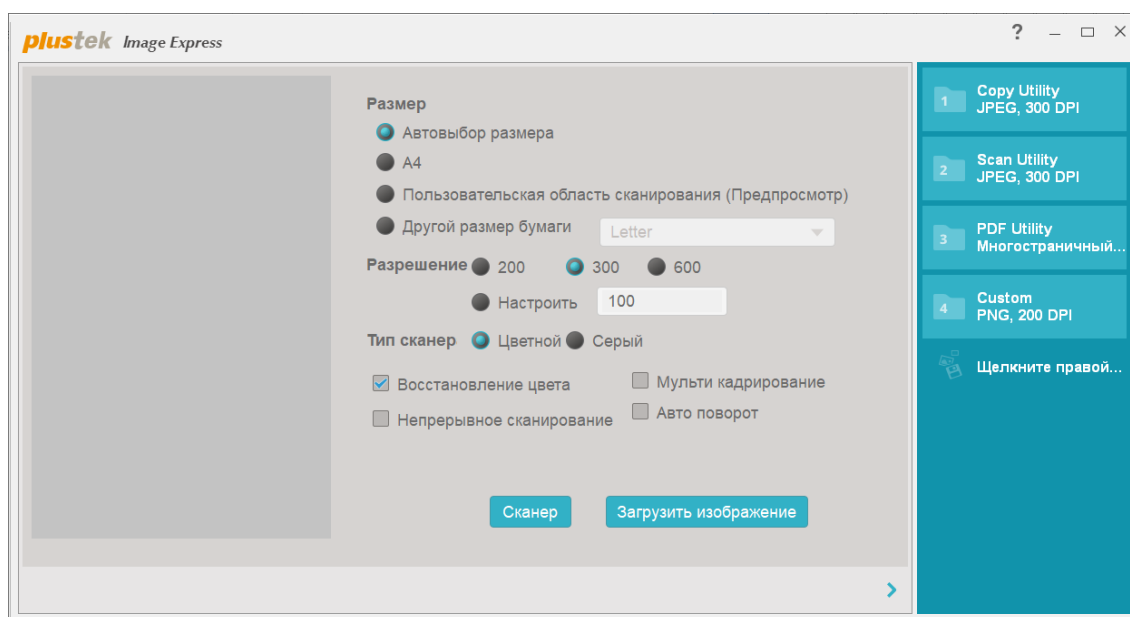 plustek Image Express
?
Размер
Автовыбор размера
A4
Пользовательская область сканирования (Предпросмотр)
Другой размер бумаги Letter
Разрешение 200 300 600
Настроить 100
Тип сканер Цветной Серый
Восстановление цвета Мульти кадрирование
Непрерывное сканирование Авто поворот
Сканер Загрузить изображение
1 Copy Utility
JPEG, 300 DPI
2 Scan Utility
JPEG, 300 DPI
3 PDF Utility
Многостраничный...
4 Custom
PNG, 200 DPI
Щелкните правой...